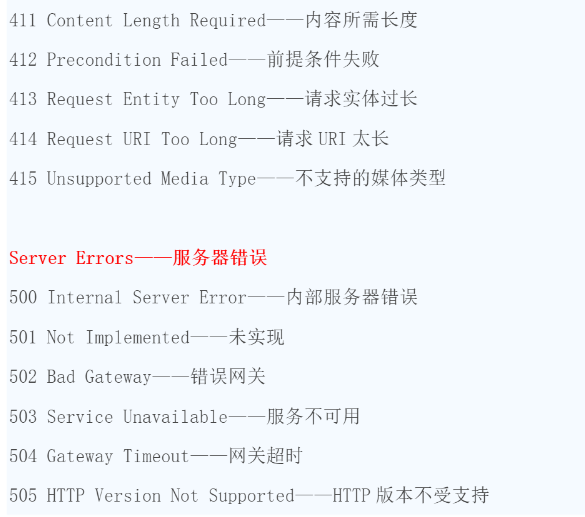 411 Content Length Required——内容所需长度
412 Precondition Failed——前提条件失败
413 Request Entity Too Long——请求实体过长
414 Request URI Too Long——请求 URI 太长
415 Unsupported Media Type——不支持的媒体类型
Server Errors——服务器错误
500 Internal Server Error——内部服务器错误
501 Not Implemented——未实现
502 Bad Gateway——错误网关
503 Service Unavailable——服务不可用
504 Gateway Timeout——网关超时
505 HTTP Version Not Supported——HTTP 版本不受支持